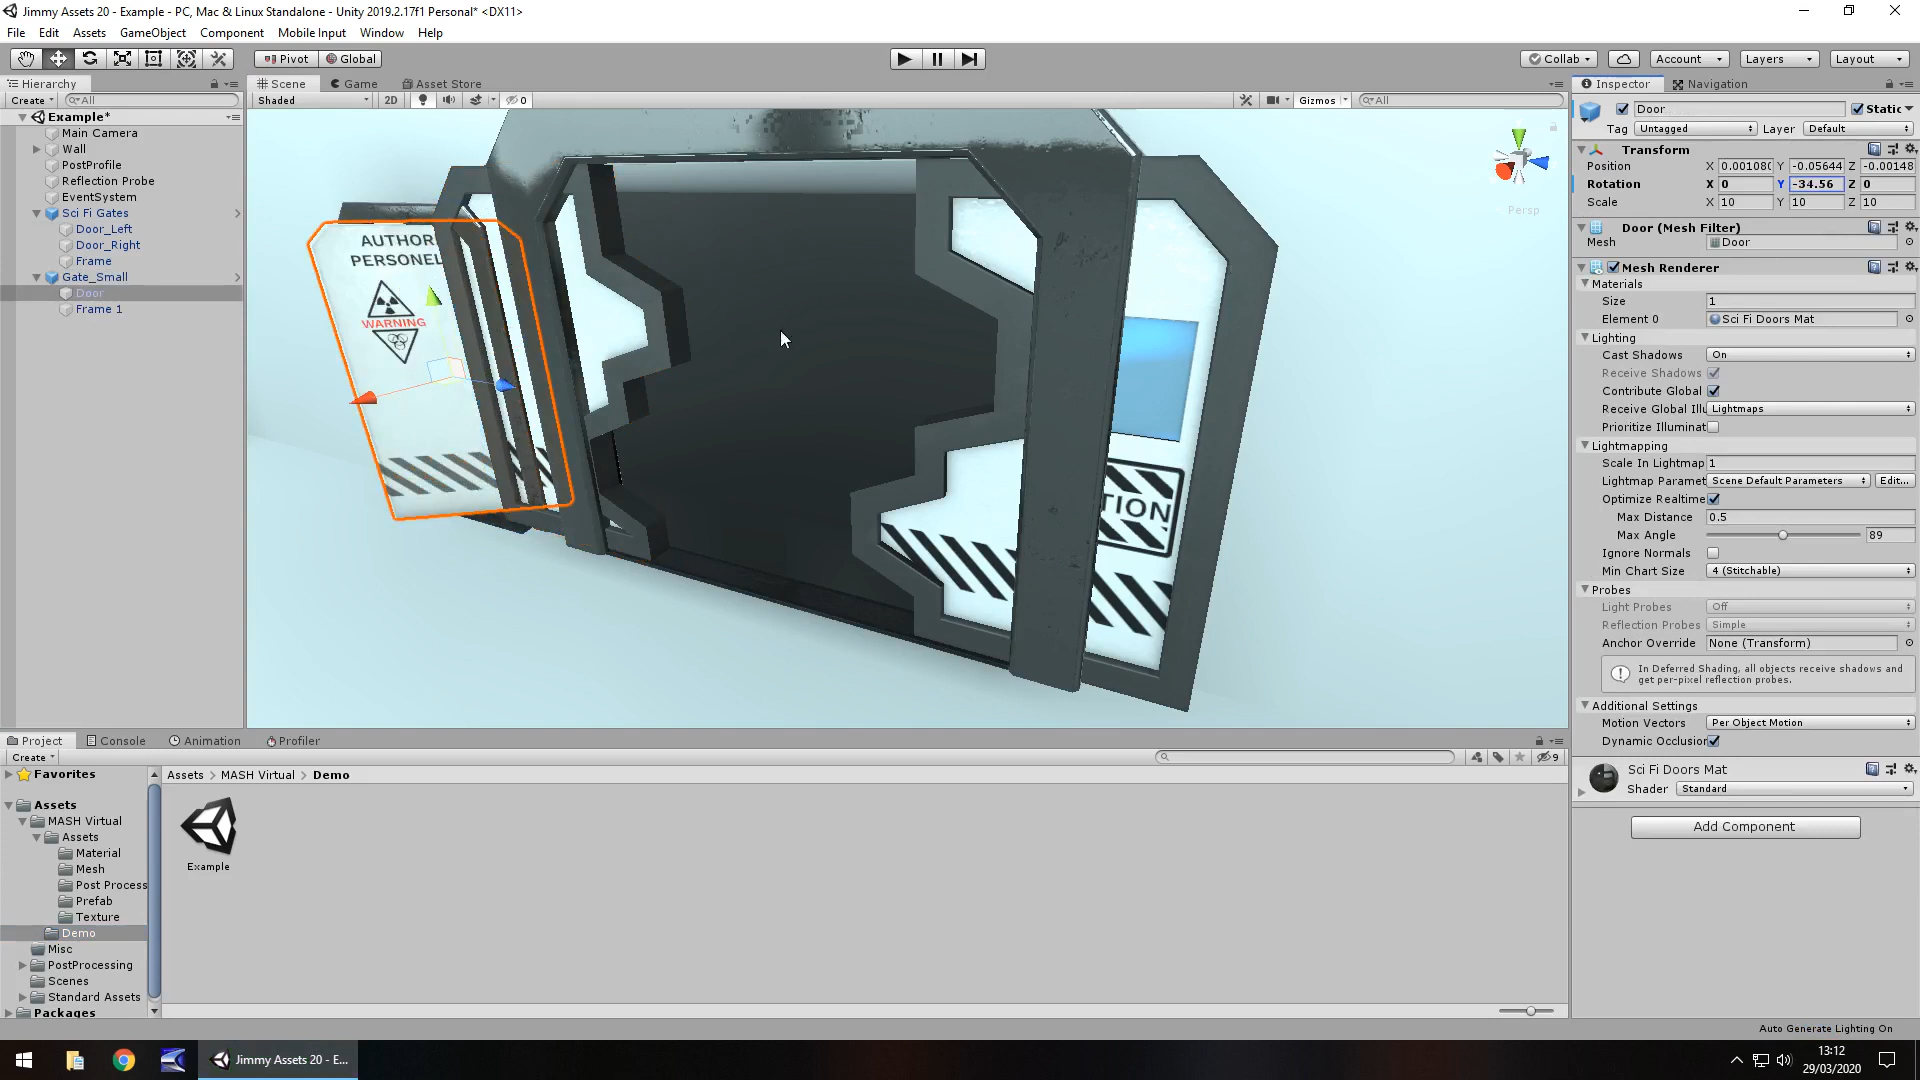 Jimmy Assets 20 - Example - PC, Mac & Linux Standalone - Unity 2019.2.17f1 Personal* <DX11>
File Edit Assets GameObject Component Mobile Input Window Help
Pivot Global Collab Account Layers Layout
Hierarchy
Create All
Example*
Main Camera
Wall
PostProfile
Reflection Probe
EventSystem
Sci Fi Gates
Door_Left
Door_Right
Frame
Gate_Small
Door
Frame 1
Scene Game Asset Store
Shaded 2D 0 Gizmos All
Persp
AUTHOR
PERSONEL
WARNING
TION
Inspector Navigation
Door Static
Tag Untagged Layer Default
Transform
Position X 0.00108( Y -0.05644 Z -0.00148
Rotation X 0 Y -34.56 Z 0
Scale X 10 Y 10 Z 10
Door (Mesh Filter)
Mesh Door
Mesh Renderer
Materials
Size 1
Element 0 Sci Fi Doors Mat
Lighting
Cast Shadows On
Receive Shadows
Contribute Global
Receive Global Illu Lightmaps
Prioritize Illuminat
Lightmapping
Scale In Lightmap 1
Lightmap Paramet Scene Default Parameters Edit...
Optimize Realtime
Max Distance 0.5
Max Angle 89
Ignore Normals
Min Chart Size 4 (Stitchable)
Probes
Light Probes Off
Reflection Probes Simple
Anchor Override None (Transform)
In Deferred Shading, all objects receive shadows and
get per-pixel reflection probes.
Additional Settings
Motion Vectors Per Object Motion
Dynamic Occlusion
Sci Fi Doors Mat
Shader Standard
Add Component
Project Console Animation Profiler
Create 9
Favorites
Assets
MASH Virtual
Assets
Material
Mesh
Post Process
Prefab
Texture
Demo
Misc
PostProcessing
Scenes
Standard Assets
Packages
Assets > MASH Virtual > Demo
Example
Auto Generate Lighting On
Jimmy Assets 20 - E...
13:12
29/03/2020